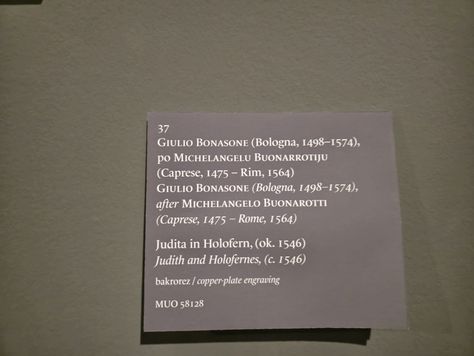 37
GIULIO BONASONE (Bologna, 1498–1574),
po MICHELANGELU BUONARROTIJU
(Caprese, 1475 – Rim, 1564)
GIULIO BONASONE (Bologna, 1498–1574),
after MICHELANGELO BUONAROTTI
(Caprese, 1475 – Rome, 1564)
Judita in Holofern, (ok. 1546)
Judith and Holofernes, (c. 1546)
bakrorez / copper-plate engraving
MUO 58128